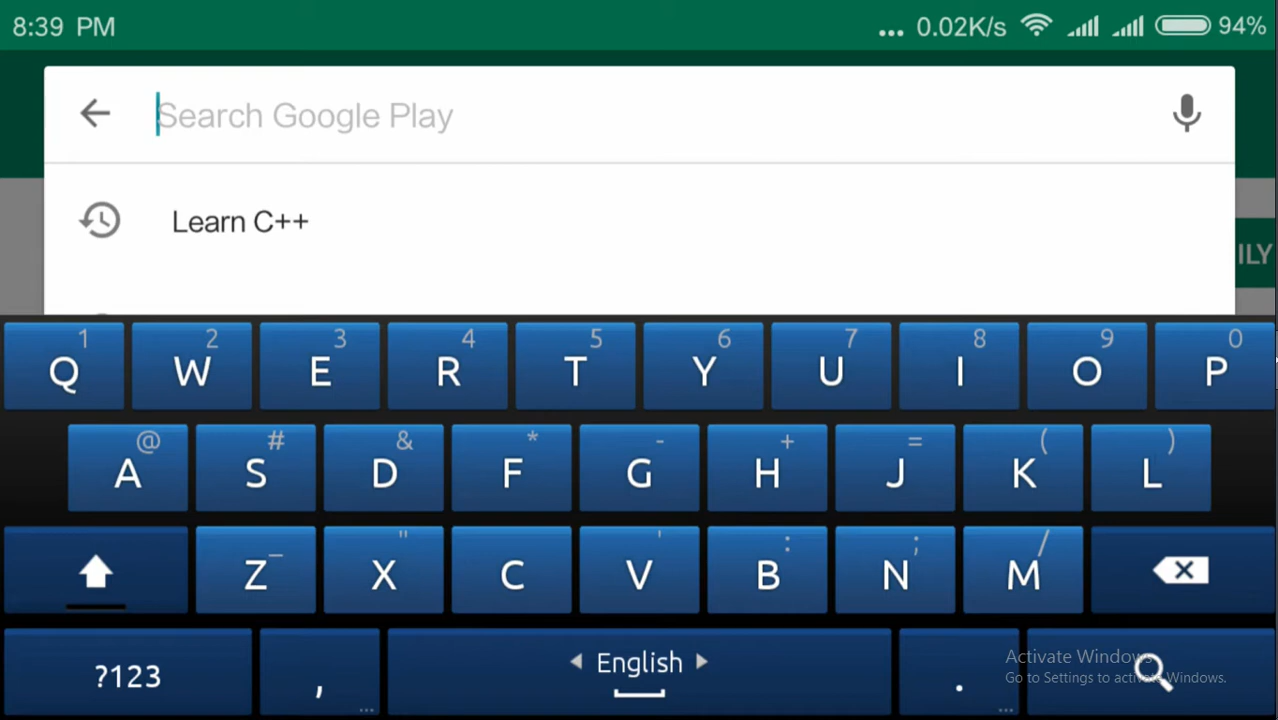 8:39 PM
... 0.02K/s 94%
Search Google Play
Learn C++
ILY
1 2 3 4 5 6 7 8 9 0
Q W E R T Y U I O P
@ # & * - + = ( )
A S D F G H J K L
_ " ' : ; /
Z X C V B N M
?123 , English .
Activate Windows
Go to Settings to activate Windows.